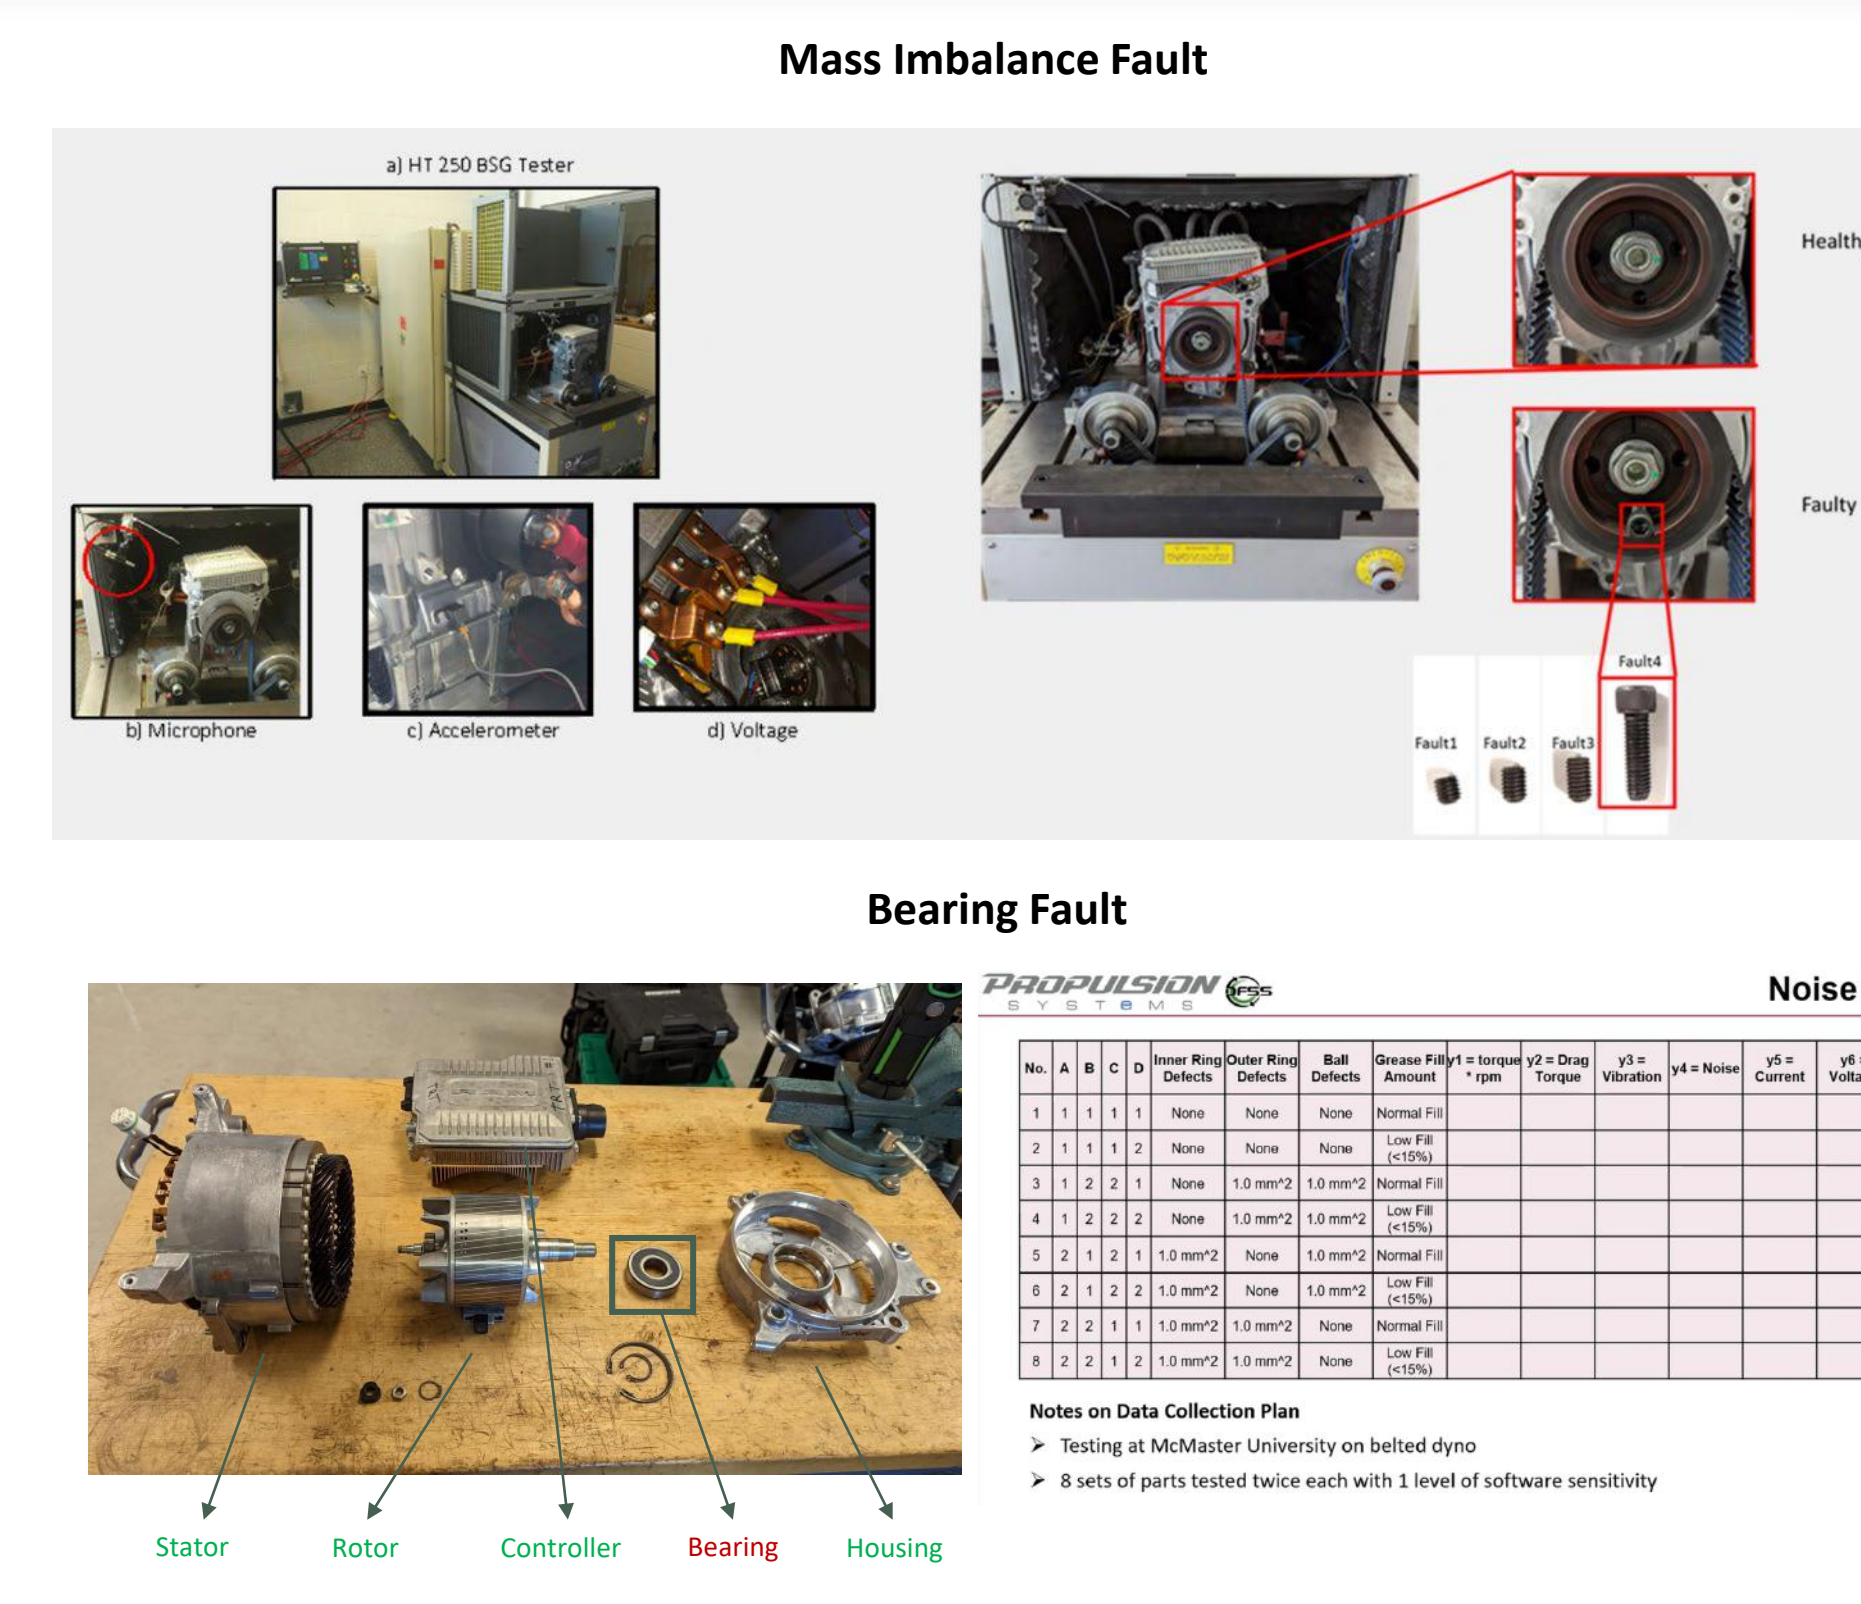 Mass Imbalance Fault
a) HT 250 BSG Tester
b) Microphone
c) Accelerometer
d) Voltage
Health
Faulty
Fault4
Fault1
Fault2
Fault3
Bearing Fault
PROPULSION
SYSTeMS
DFSS
Noise
No. A B C D Inner Ring Defects Outer Ring Defects Ball Defects Grease Fill Amount y1 = torque * rpm y2 = Drag Torque y3 = Vibration y4 = Noise y5 = Current y6 = Volta
1 1 1 1 1 None None None Normal Fill
2 1 1 1 2 None None None Low Fill (<15%)
3 1 2 2 1 None 1.0 mm^2 1.0 mm^2 Normal Fill
4 1 2 2 2 None 1.0 mm^2 1.0 mm^2 Low Fill (<15%)
5 2 1 2 1 1.0 mm^2 None 1.0 mm^2 Normal Fill
6 2 1 2 2 1.0 mm^2 None 1.0 mm^2 Low Fill (<15%)
7 2 2 1 1 1.0 mm^2 1.0 mm^2 None Normal Fill
8 2 2 1 2 1.0 mm^2 1.0 mm^2 None Low Fill (<15%)
Notes on Data Collection Plan
➢ Testing at McMaster University on belted dyno
➢ 8 sets of parts tested twice each with 1 level of software sensitivity
Stator
Rotor
Controller
Bearing
Housing